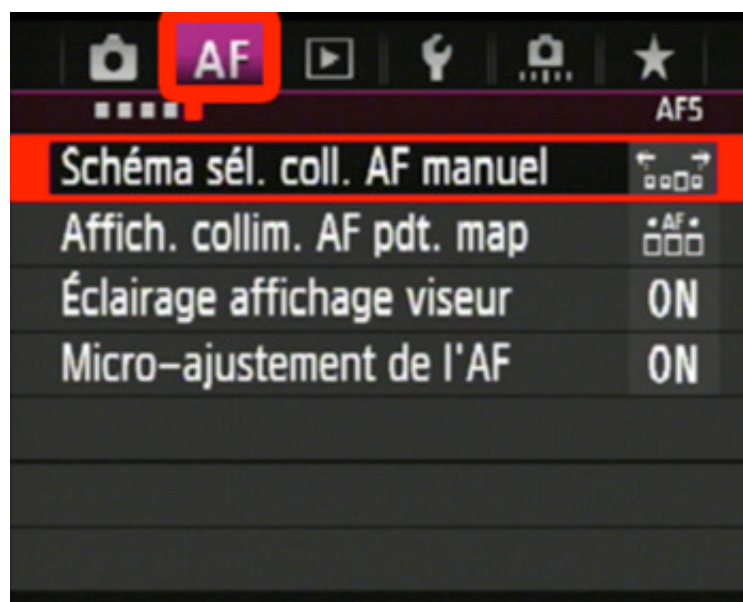 AF
AF5
Schéma sél. coll. AF manuel
Affich. collim. AF pdt. map
AF
Éclairage affichage viseur ON
Micro-ajustement de l'AF ON